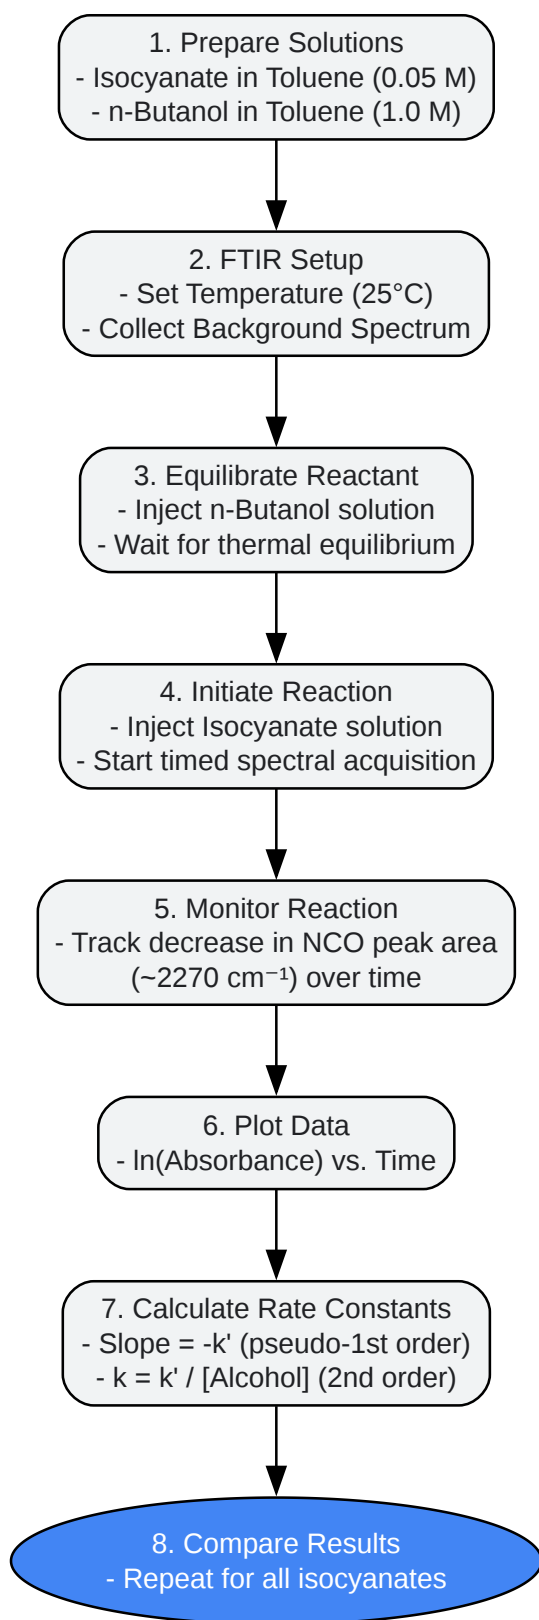 1. Prepare Solutions
- Isocyanate in Toluene (0.05 M)
- n-Butanol in Toluene (1.0 M)
2. FTIR Setup
- Set Temperature (25°C)
- Collect Background Spectrum
3. Equilibrate Reactant
- Inject n-Butanol solution
- Wait for thermal equilibrium
4. Initiate Reaction
- Inject Isocyanate solution
- Start timed spectral acquisition
5. Monitor Reaction
- Track decrease in NCO peak area
(~2270 cm⁻¹) over time
6. Plot Data
- ln(Absorbance) vs. Time
7. Calculate Rate Constants
- Slope = -k' (pseudo-1st order)
- k = k' / [Alcohol] (2nd order)
8. Compare Results
- Repeat for all isocyanates